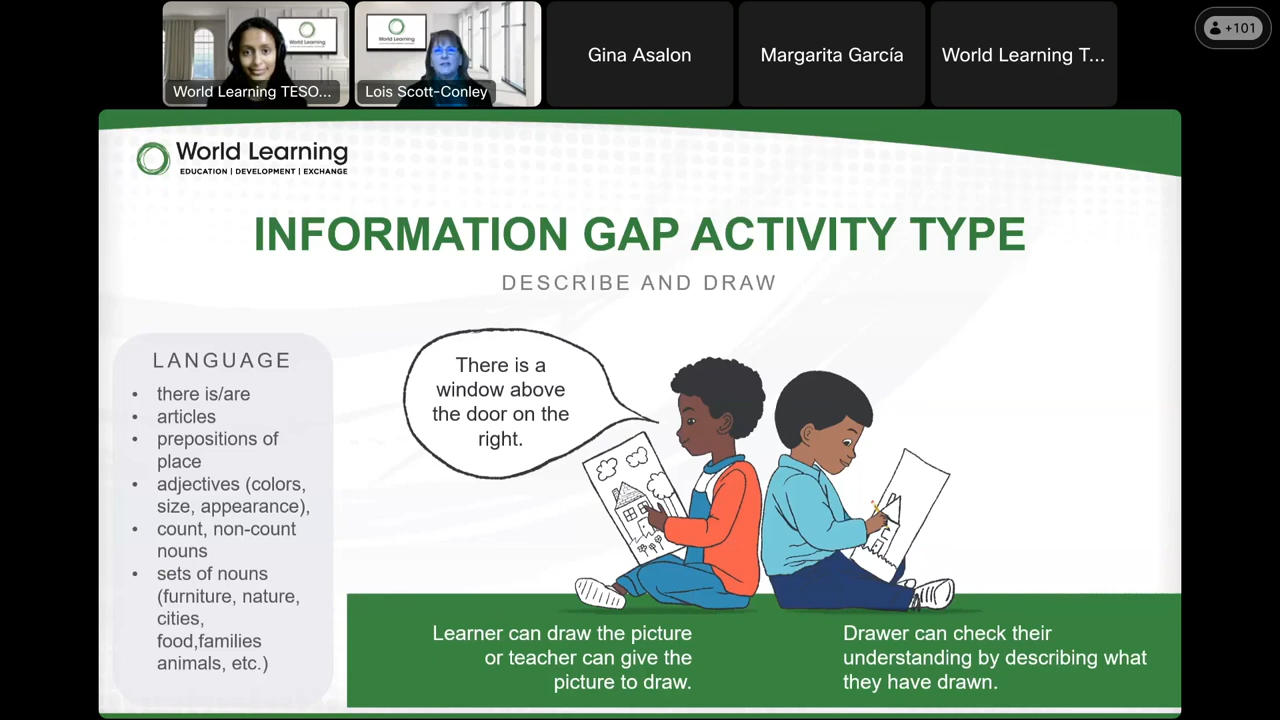 World Learning TESO...
Lois Scott-Conley
Gina Asalon
Margarita García
World Learning T...
+101
World Learning
World Learning
World Learning
EDUCATION | DEVELOPMENT | EXCHANGE
INFORMATION GAP ACTIVITY TYPE
DESCRIBE AND DRAW
LANGUAGE
• there is/are
• articles
• prepositions of
place
• adjectives (colors,
size, appearance),
• count, non-count
nouns
• sets of nouns
(furniture, nature,
cities,
food,families
animals, etc.)
There is a
window above
the door on the
right.
Learner can draw the picture
or teacher can give the
picture to draw.
Drawer can check their
understanding by describing what
they have drawn.